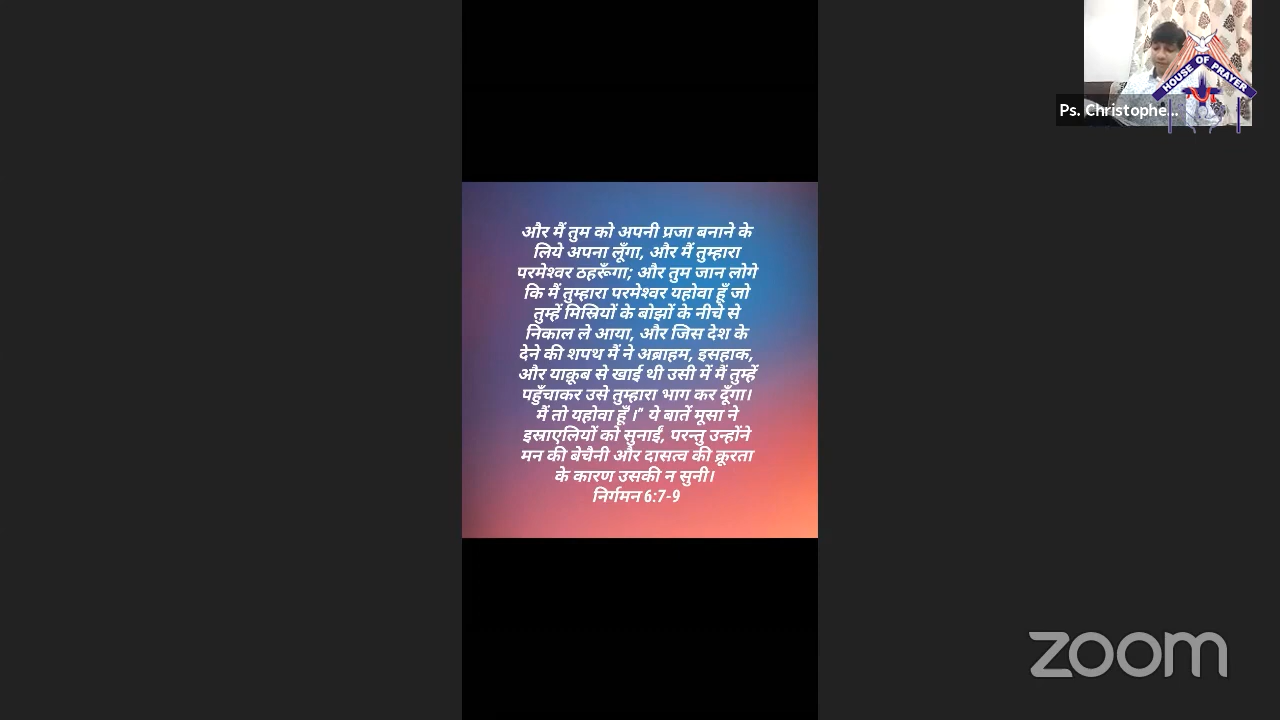 HOUSE OF PRAYER
Ps. Christophe...
और मैं तुम को अपनी प्रजा बनाने के
लिये अपना लूँगा, और मैं तुम्हारा
परमेश्वर ठहरूँगा; और तुम जान लोगे
कि मैं तुम्हारा परमेश्वर यहोवा हूँ जो
तुम्हें मिस्रियों के बोझों के नीचे से
निकाल ले आया, और जिस देश के
देने की शपथ मैं ने अब्राहम, इसहाक,
और याक़ूब से खाई थी उसी में मैं तुम्हें
पहुँचाकर उसे तुम्हारा भाग कर दूँगा।
मैं तो यहोवा हूँ ।” ये बातें मूसा ने
इस्राएलियों को सुनाईं, परन्तु उन्होंने
मन की बेचैनी और दासत्व की क्रूरता
के कारण उसकी न सुनी।
निर्गमन 6:7-9
zoom